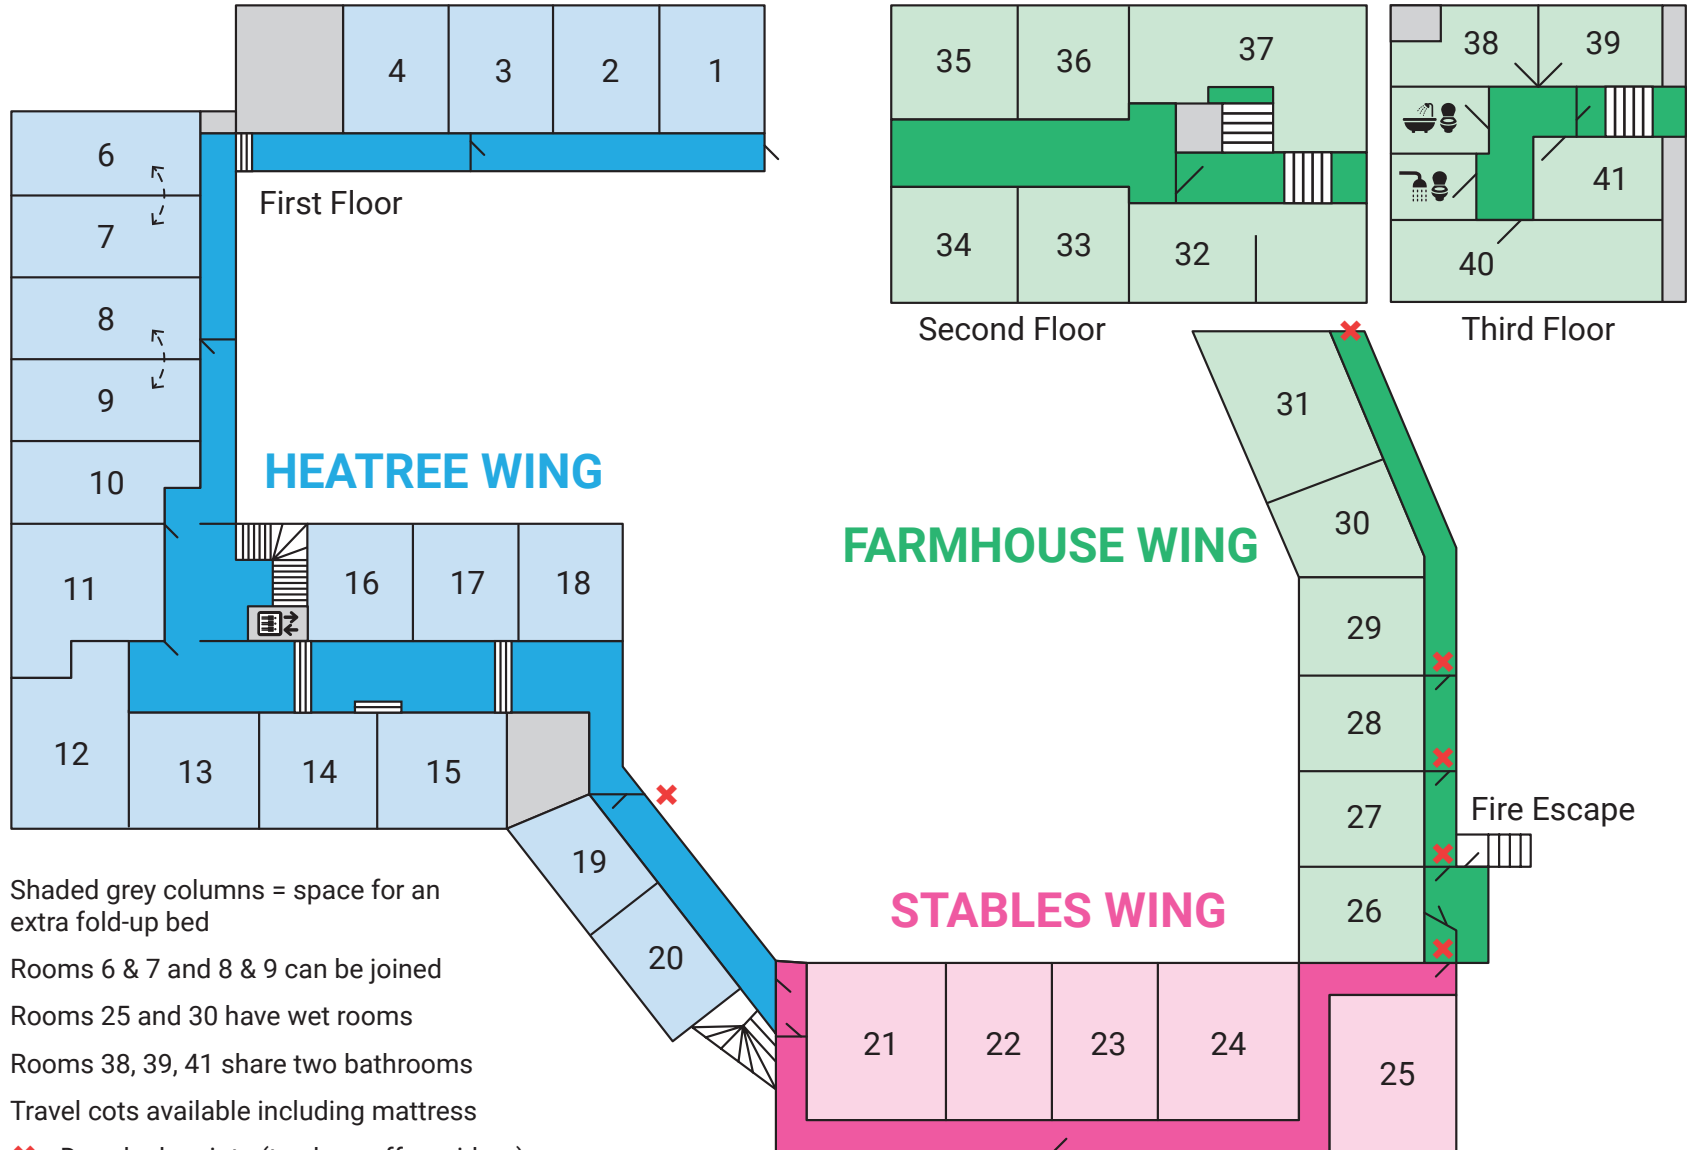 4 3 2 1
6
7
8
9
10
11
12
13 14 15
16 17 18
19
20
First Floor
HEATREE WING
35 36 37
34 33 32
Second Floor
38 39
41
40
Third Floor
31
30
29
28
27
26
FARMHOUSE WING
Fire Escape
STABLES WING
21 22 23 24
25
Shaded grey columns = space for an
extra fold-up bed
Rooms 6 & 7 and 8 & 9 can be joined
Rooms 25 and 30 have wet rooms
Rooms 38, 39, 41 share two bathrooms
Travel cots available including mattress